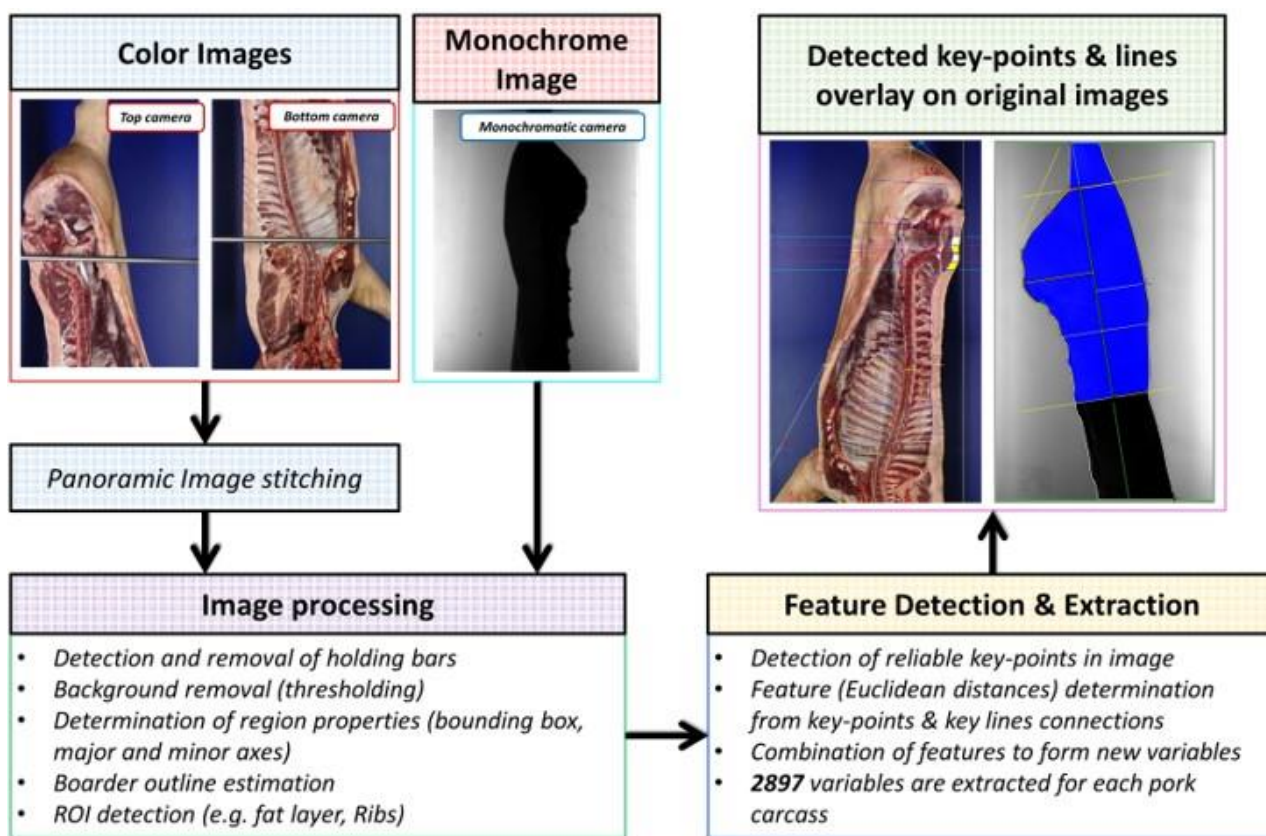 Color Images
Top camera
Bottom camera
Monochrome
Image
Monochromatic camera
Detected key-points & lines
overlay on original images
Panoramic Image stitching
Image processing
• Detection and removal of holding bars
• Background removal (thresholding)
• Determination of region properties (bounding box,
major and minor axes)
• Boarder outline estimation
• ROI detection (e.g. fat layer, Ribs)
Feature Detection & Extraction
• Detection of reliable key-points in image
• Feature (Euclidean distances) determination
from key-points & key lines connections
• Combination of features to form new variables
• 2897 variables are extracted for each pork
carcass